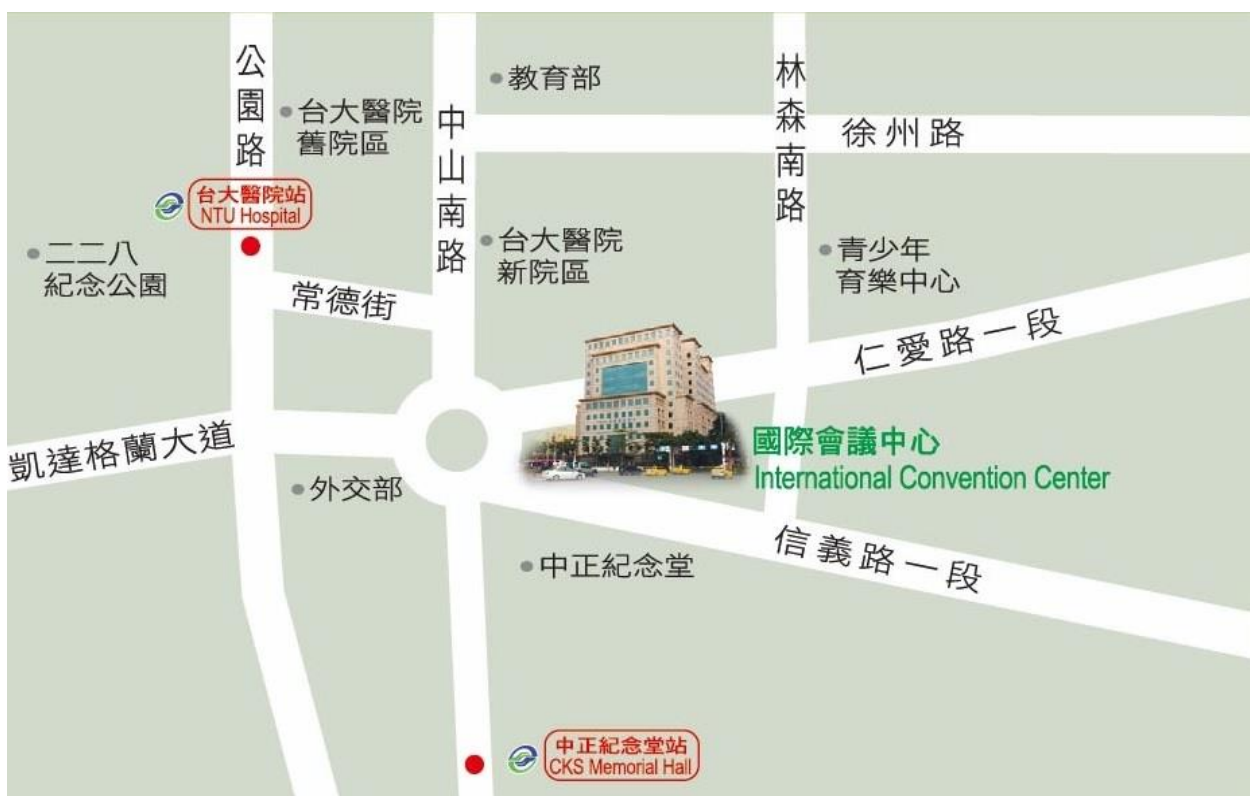 公園路
台大醫院
舊院區
中山南路
教育部
林森南路
徐州路
台大醫院站
NTU Hospital
二二八
紀念公園
常德街
台大醫院
新院區
青少年
育樂中心
仁愛路一段
凱達格蘭大道
外交部
國際會議中心
International Convention Center
信義路一段
中正紀念堂
中正紀念堂站
CKS Memorial Hall